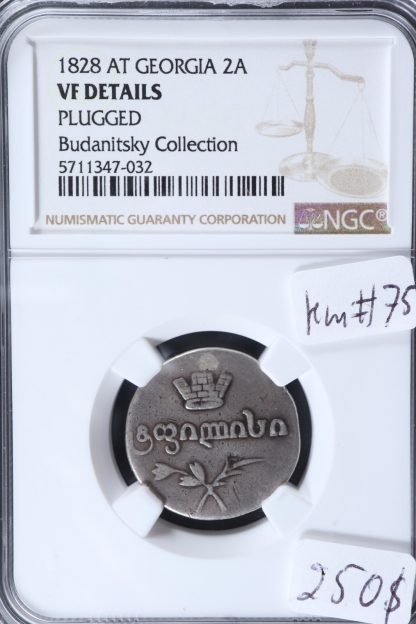 1828 AT GEORGIA 2A
VF DETAILS
PLUGGED
Budanitsky Collection
5711347-032
NUMISMATIC GUARANTY CORPORATION NGC®
Km#75
ტფილისი
250$